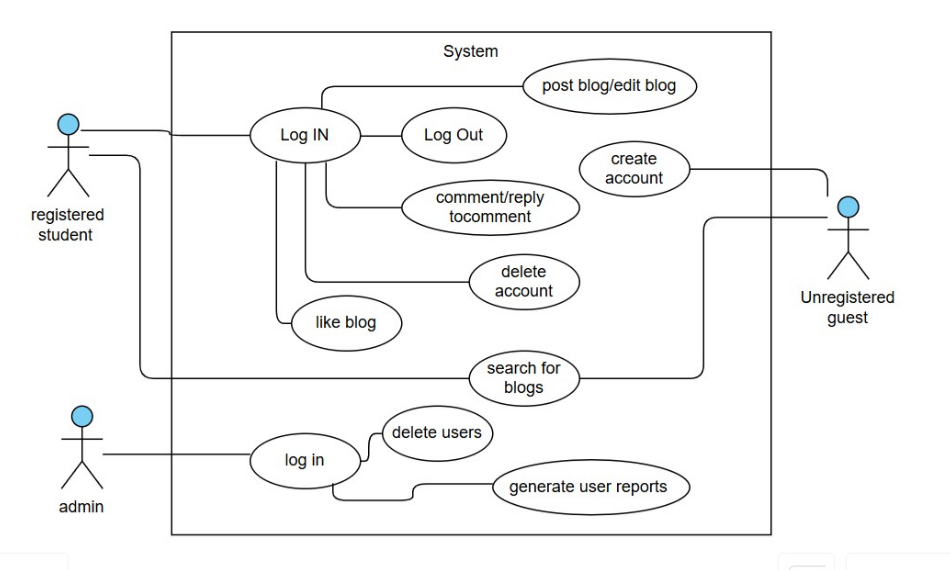 System
post blog/edit blog
Log IN
Log Out
create
account
comment/reply
tocomment
registered
student
delete
account
Unregistered
guest
like blog
search for
blogs
delete users
log in
generate user reports
admin